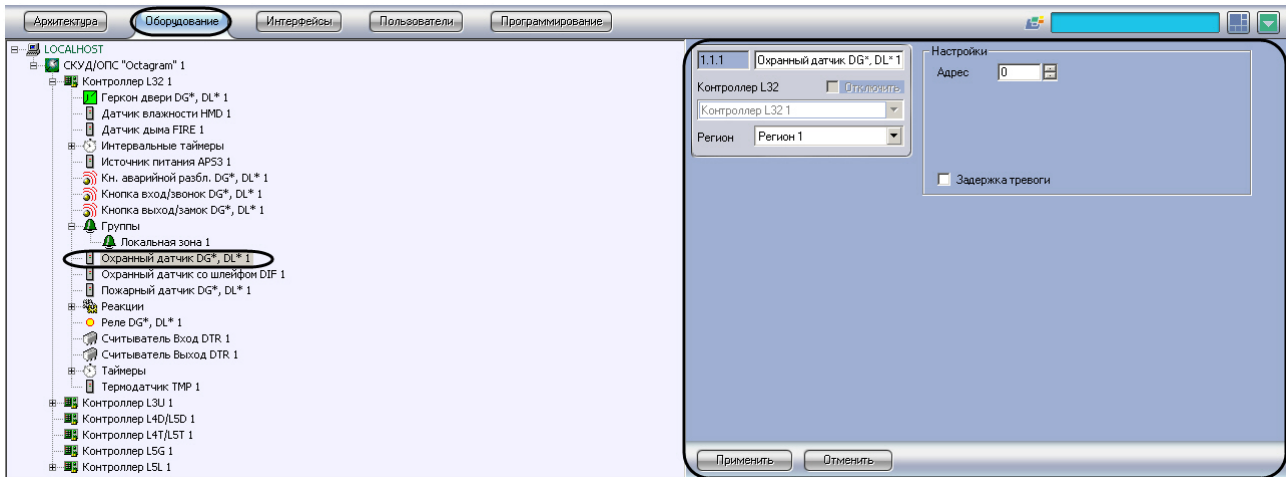 Архитектура Оборудование Интерфейсы Пользователи Программирование
LOCALHOST
СКУД/ОПС "Octagram" 1
Контроллер L32 1
Геркон двери DG*, DL* 1
Датчик влажности HMD 1
Датчик дыма FIRE 1
Интервальные таймеры
Источник питания APS3 1
Кн. аварийной разбл. DG*, DL* 1
Кнопка вход/звонок DG*, DL* 1
Кнопка выход/замок DG*, DL* 1
Группы
Локальная зона 1
Охранный датчик DG*, DL* 1
Охранный датчик со шлейфом DIF 1
Пожарный датчик DG*, DL* 1
Реакции
Реле DG*, DL* 1
Считыватель Вход DTR 1
Считыватель Выход DTR 1
Таймеры
Термодатчик TMP 1
Контроллер L3U 1
Контроллер L4D/L5D 1
Контроллер L4T/L5T 1
Контроллер L5G 1
Контроллер L5L 1
1.1.1 Охранный датчик DG*, DL* 1
Контроллер L32 Отключить
Контроллер L32 1
Регион Регион 1
Настройки
Адрес 0
Задержка тревоги
Применить Отменить